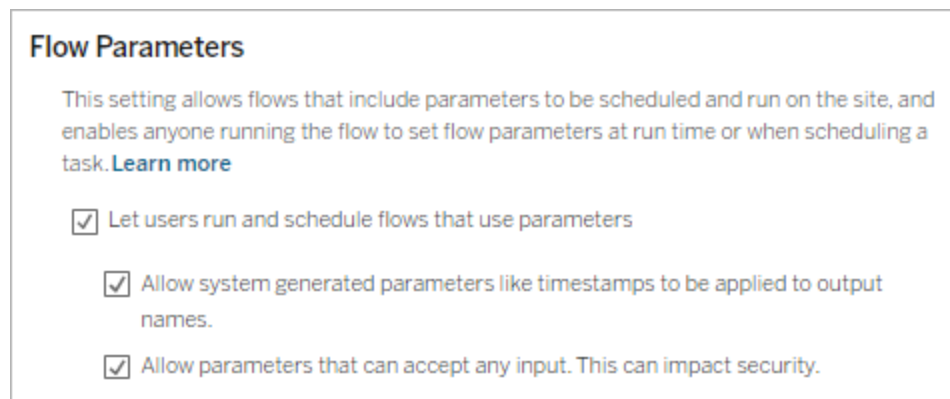 Flow Parameters
This setting allows flows that include parameters to be scheduled and run on the site, and
enables anyone running the flow to set flow parameters at run time or when scheduling a
task. Learn more
Let users run and schedule flows that use parameters
Allow system generated parameters like timestamps to be applied to output
names.
Allow parameters that can accept any input. This can impact security.